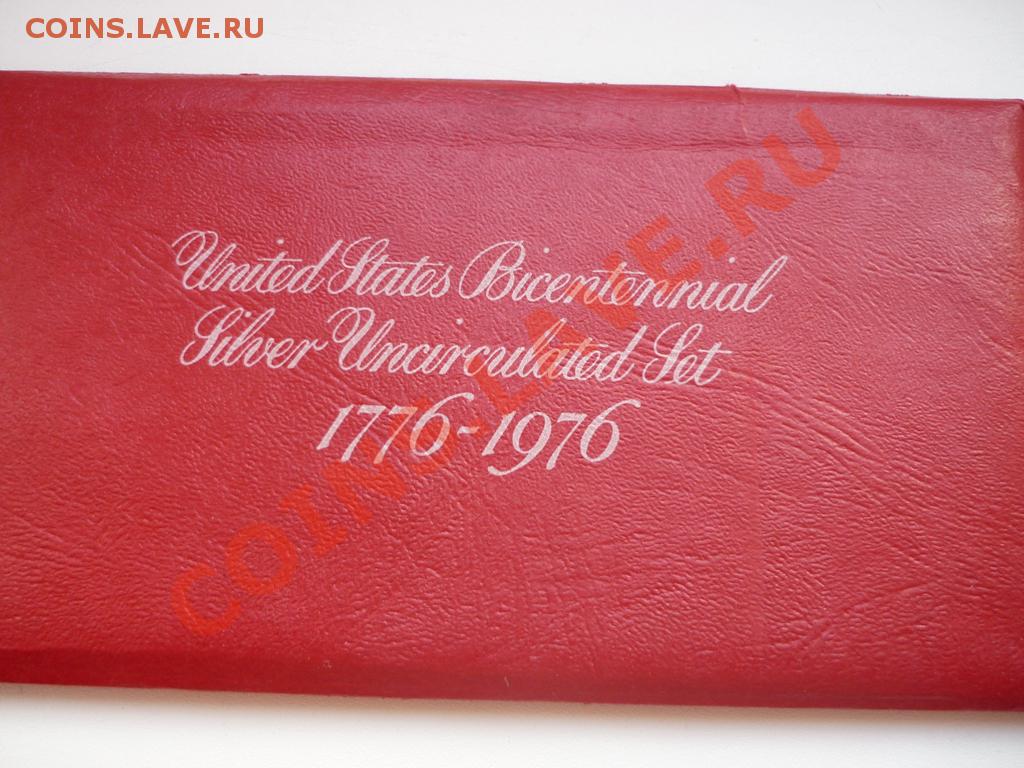 COINS.LAVE.RU
United States Bicentennial
Silver Uncirculated Set
1776-1976
COINS.LAVE.RU